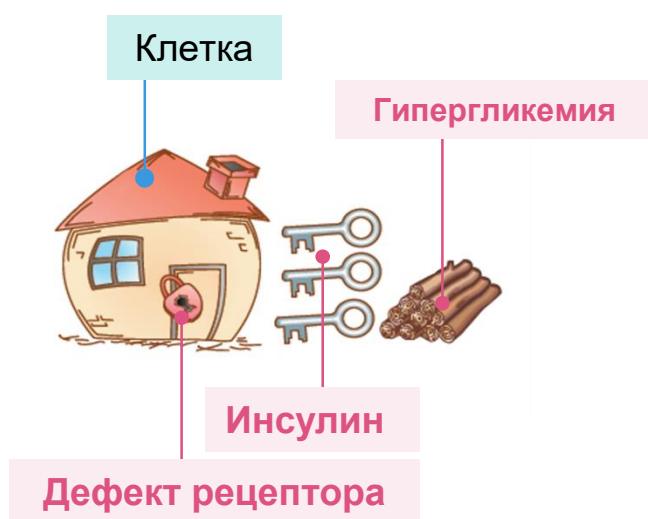 Клетка
Гипергликемия
Инсулин
Дефект рецептора